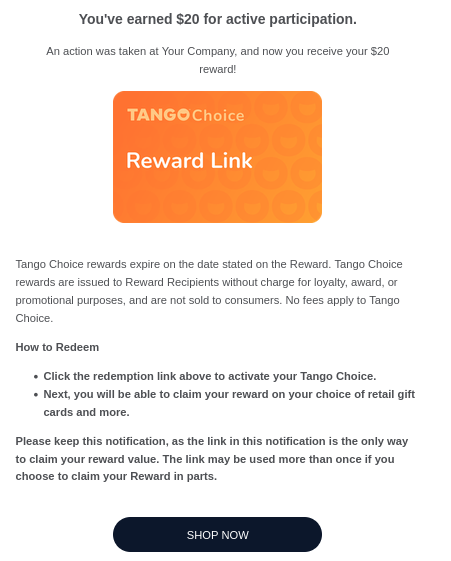 You've earned $20 for active participation.
An action was taken at Your Company, and now you receive your $20
reward!
TANGO Choice
Reward Link
Tango Choice rewards expire on the date stated on the Reward. Tango Choice
rewards are issued to Reward Recipients without charge for loyalty, award, or
promotional purposes, and are not sold to consumers. No fees apply to Tango
Choice.
How to Redeem
• Click the redemption link above to activate your Tango Choice.
• Next, you will be able to claim your reward on your choice of retail gift
cards and more.
Please keep this notification, as the link in this notification is the only way
to claim your reward value. The link may be used more than once if you
choose to claim your Reward in parts.
SHOP NOW